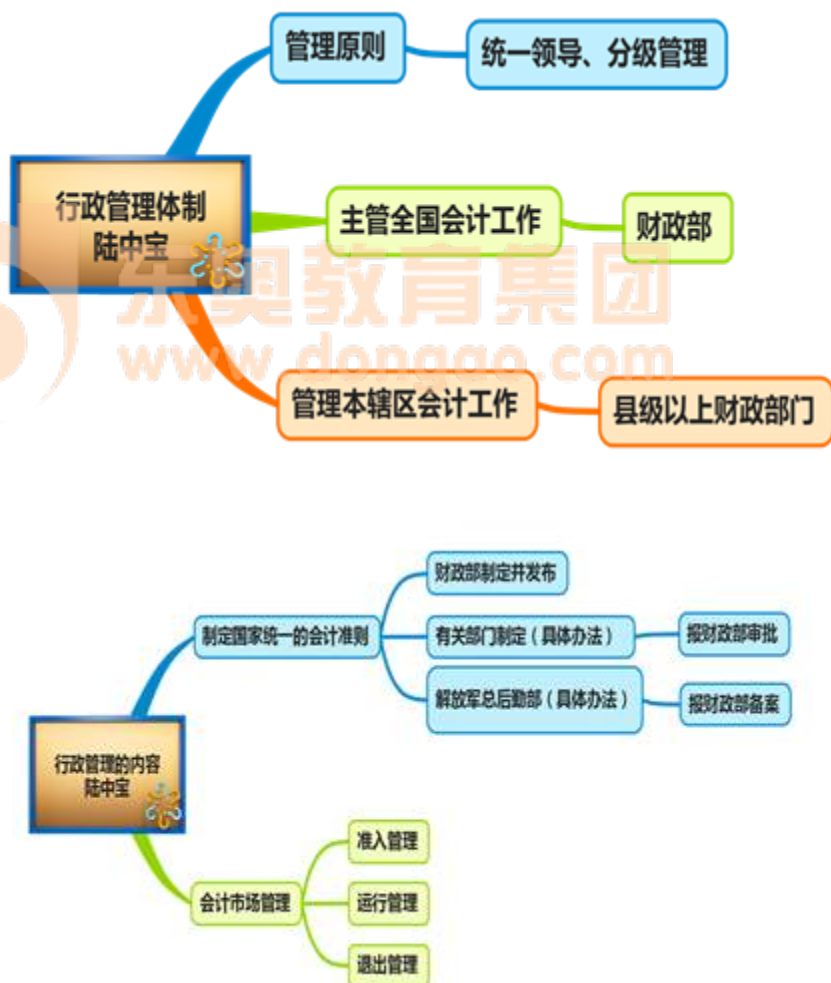 管理原则
统一领导、分级管理
行政管理体制
陆中宝
主管全国会计工作
财政部
东奥教育集团
www.dongao.com
管理本辖区会计工作
县级以上财政部门
财政部制定并发布
制定国家统一的会计准则
有关部门制定（具体办法）
报财政部审批
解放军总后勤部（具体办法）
报财政部备案
行政管理的内容
陆中宝
准入管理
会计市场管理
运行管理
退出管理